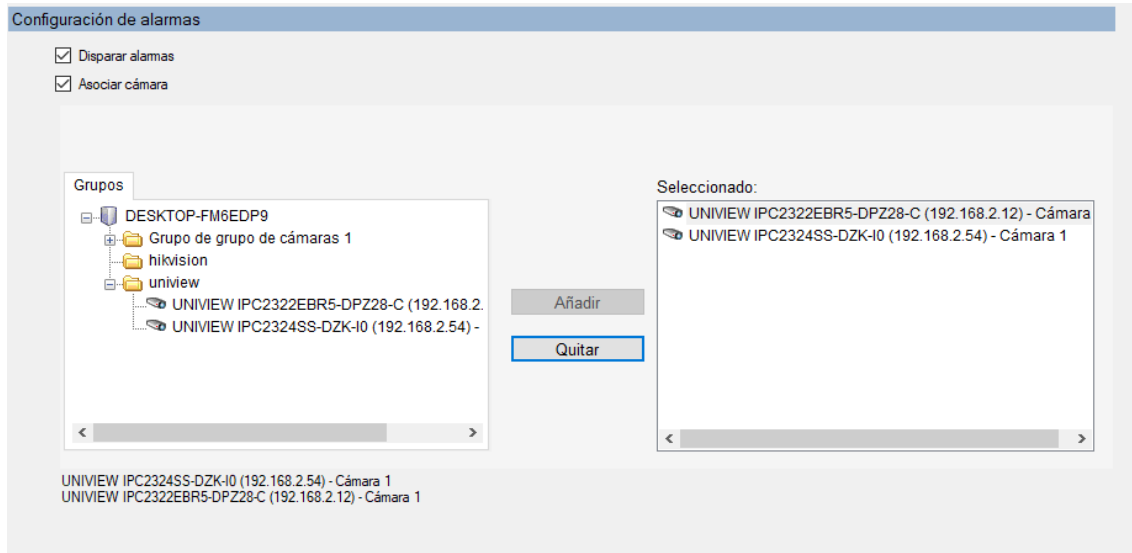 Configuración de alarmas
Disparar alarmas
Asociar cámara
Grupos
DESKTOP-FM6EDP9
Grupo de grupo de cámaras 1
hikvision
uniview
UNIVIEW IPC2322EBR5-DPZ28-C (192.168.2.
UNIVIEW IPC2324SS-DZK-I0 (192.168.2.54) -
Añadir
Quitar
Seleccionado:
UNIVIEW IPC2322EBR5-DPZ28-C (192.168.2.12) - Cámara
UNIVIEW IPC2324SS-DZK-I0 (192.168.2.54) - Cámara 1
UNIVIEW IPC2324SS-DZK-I0 (192.168.2.54) - Cámara 1
UNIVIEW IPC2322EBR5-DPZ28-C (192.168.2.12) - Cámara 1